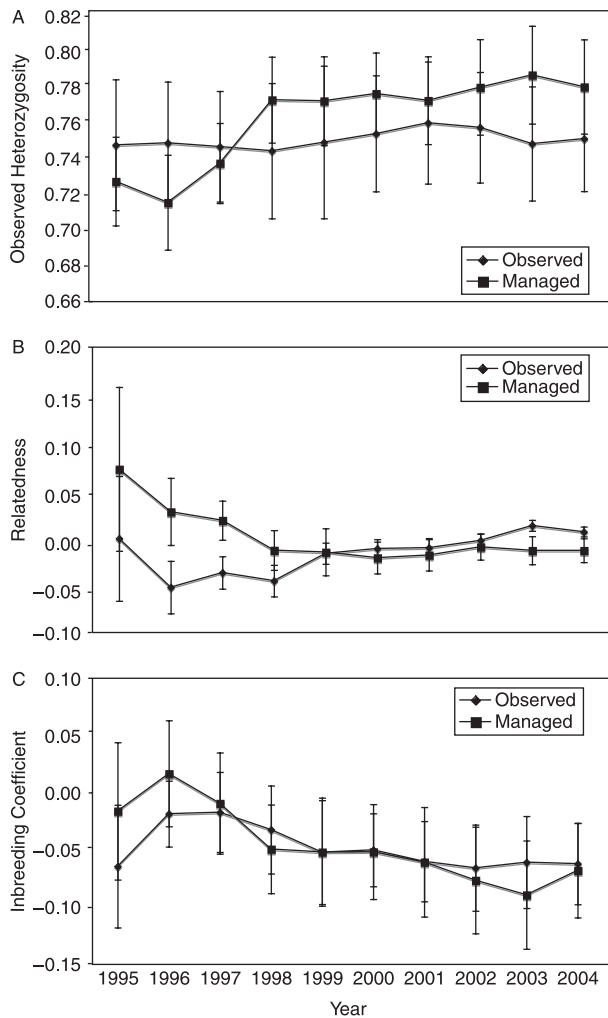 A
0.82
0.80
0.78
0.76
0.74
0.72
0.70
0.68
0.66
Observed Heterozygosity
Observed
Managed
B
0.20
0.15
0.10
0.05
0.00
−0.05
−0.10
Relatedness
Observed
Managed
C
0.10
0.05
0.00
−0.05
−0.10
−0.15
Inbreeding Coefficient
Observed
Managed
1995 1996 1997 1998 1999 2000 2001 2002 2003 2004
Year